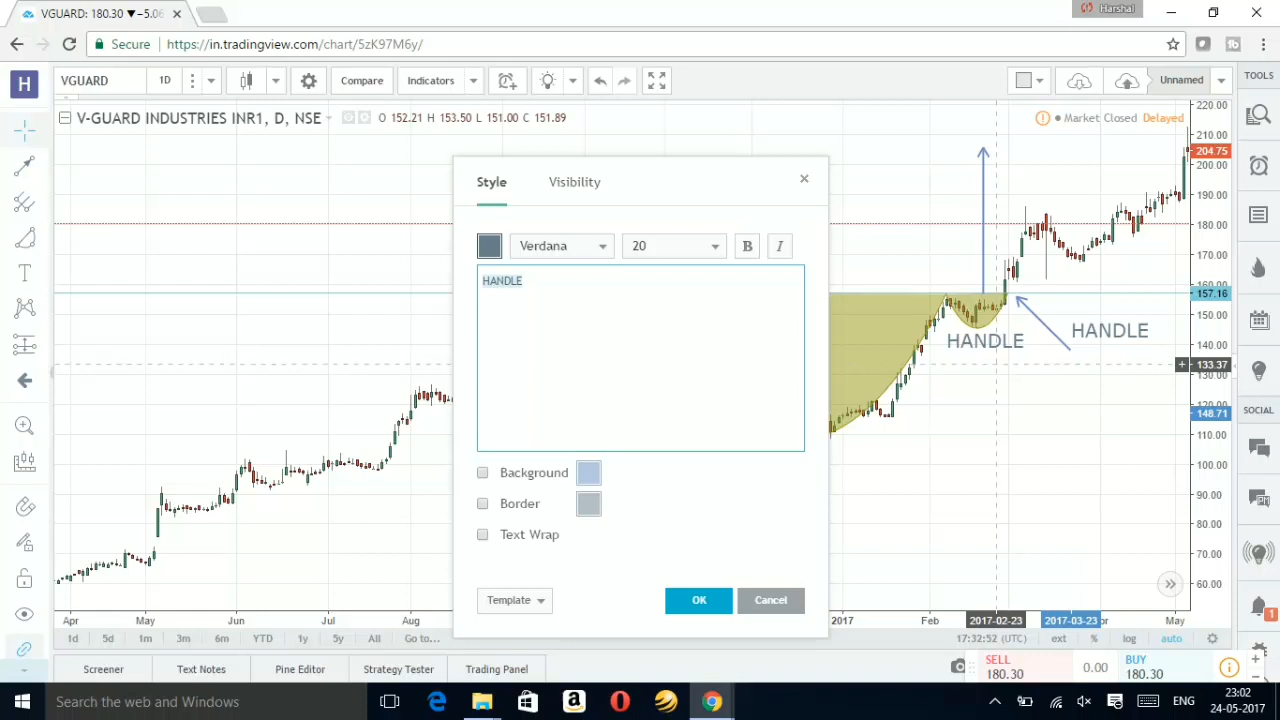 VGUARD: 180.30 ▼−5.06
Harshal
Secure
https://in.tradingview.com/chart/5zK97M6y/
H
VGUARD
1D
Compare
Indicators
Unnamed
TOOLS
V-GUARD INDUSTRIES INR1, D, NSE
O 152.21 H 153.50 L 151.00 C 151.89
Market Closed Delayed
220.00
210.00
204.75
200.00
190.00
180.00
170.00
160.00
157.16
150.00
140.00
133.37
130.00
120.00
148.71
110.00
100.00
90.00
80.00
70.00
60.00
Style
Visibility
Verdana
20
B
I
HANDLE
Background
Border
Text Wrap
Template
OK
Cancel
HANDLE
HANDLE
SOCIAL
1
Apr
May
Jun
Jul
Aug
2017
Feb
2017-02-23
2017-03-23
pr
May
1d
5d
1m
3m
6m
YTD
1y
5y
All
Go to...
17:32:52 (UTC)
ext
%
log
auto
Screener
Text Notes
Pine Editor
Strategy Tester
Trading Panel
SELL
180.30
0.00
BUY
180.30
Search the web and Windows
ENG
23:02
24-05-2017